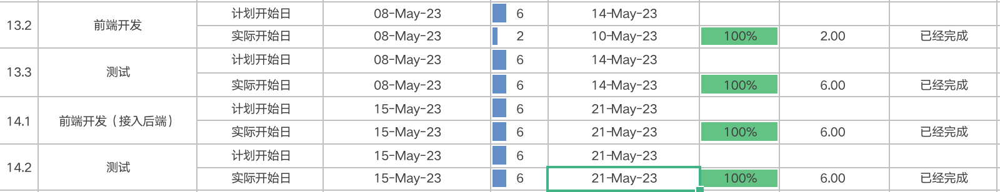 13.2 前端开发 计划开始日 08-May-23 6 14-May-23
实际开始日 08-May-23 2 10-May-23 100% 2.00 已经完成
13.3 测试 计划开始日 08-May-23 6 14-May-23
实际开始日 08-May-23 6 14-May-23 100% 6.00 已经完成
14.1 前端开发（接入后端） 计划开始日 15-May-23 6 21-May-23
实际开始日 15-May-23 6 21-May-23 100% 6.00 已经完成
14.2 测试 计划开始日 15-May-23 6 21-May-23
实际开始日 15-May-23 6 21-May-23 100% 6.00 已经完成